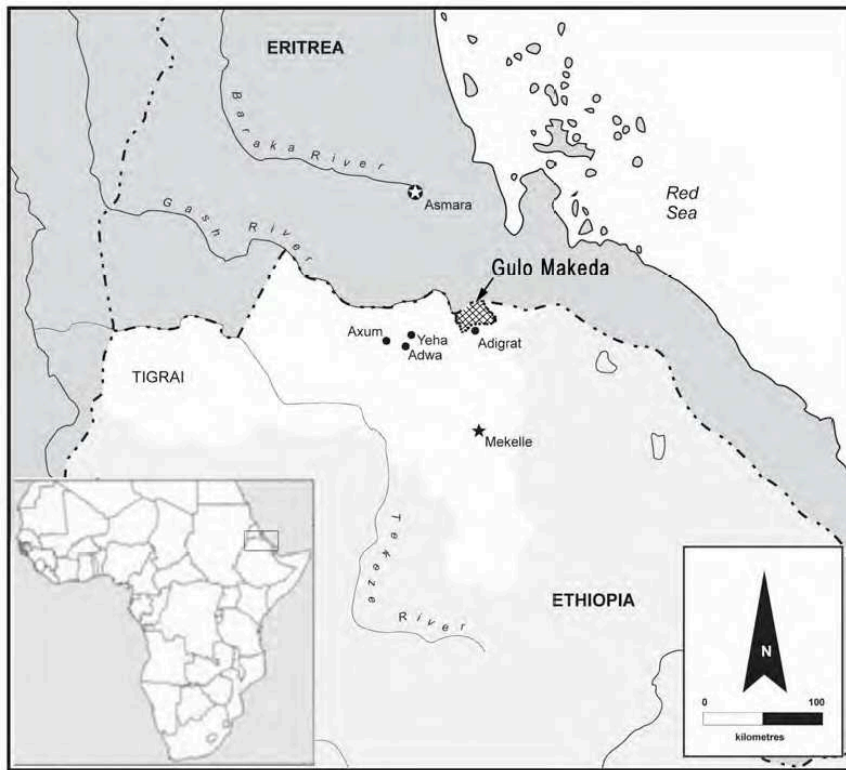 ERITREA
Baraka River
Red
Sea
Asmara
Gash River
Gulo Makeda
Axum
Yeha
Adwa
Adigrat
TIGRAI
Mekelle
Tekeze River
ETHIOPIA
N
0 100
kilometres